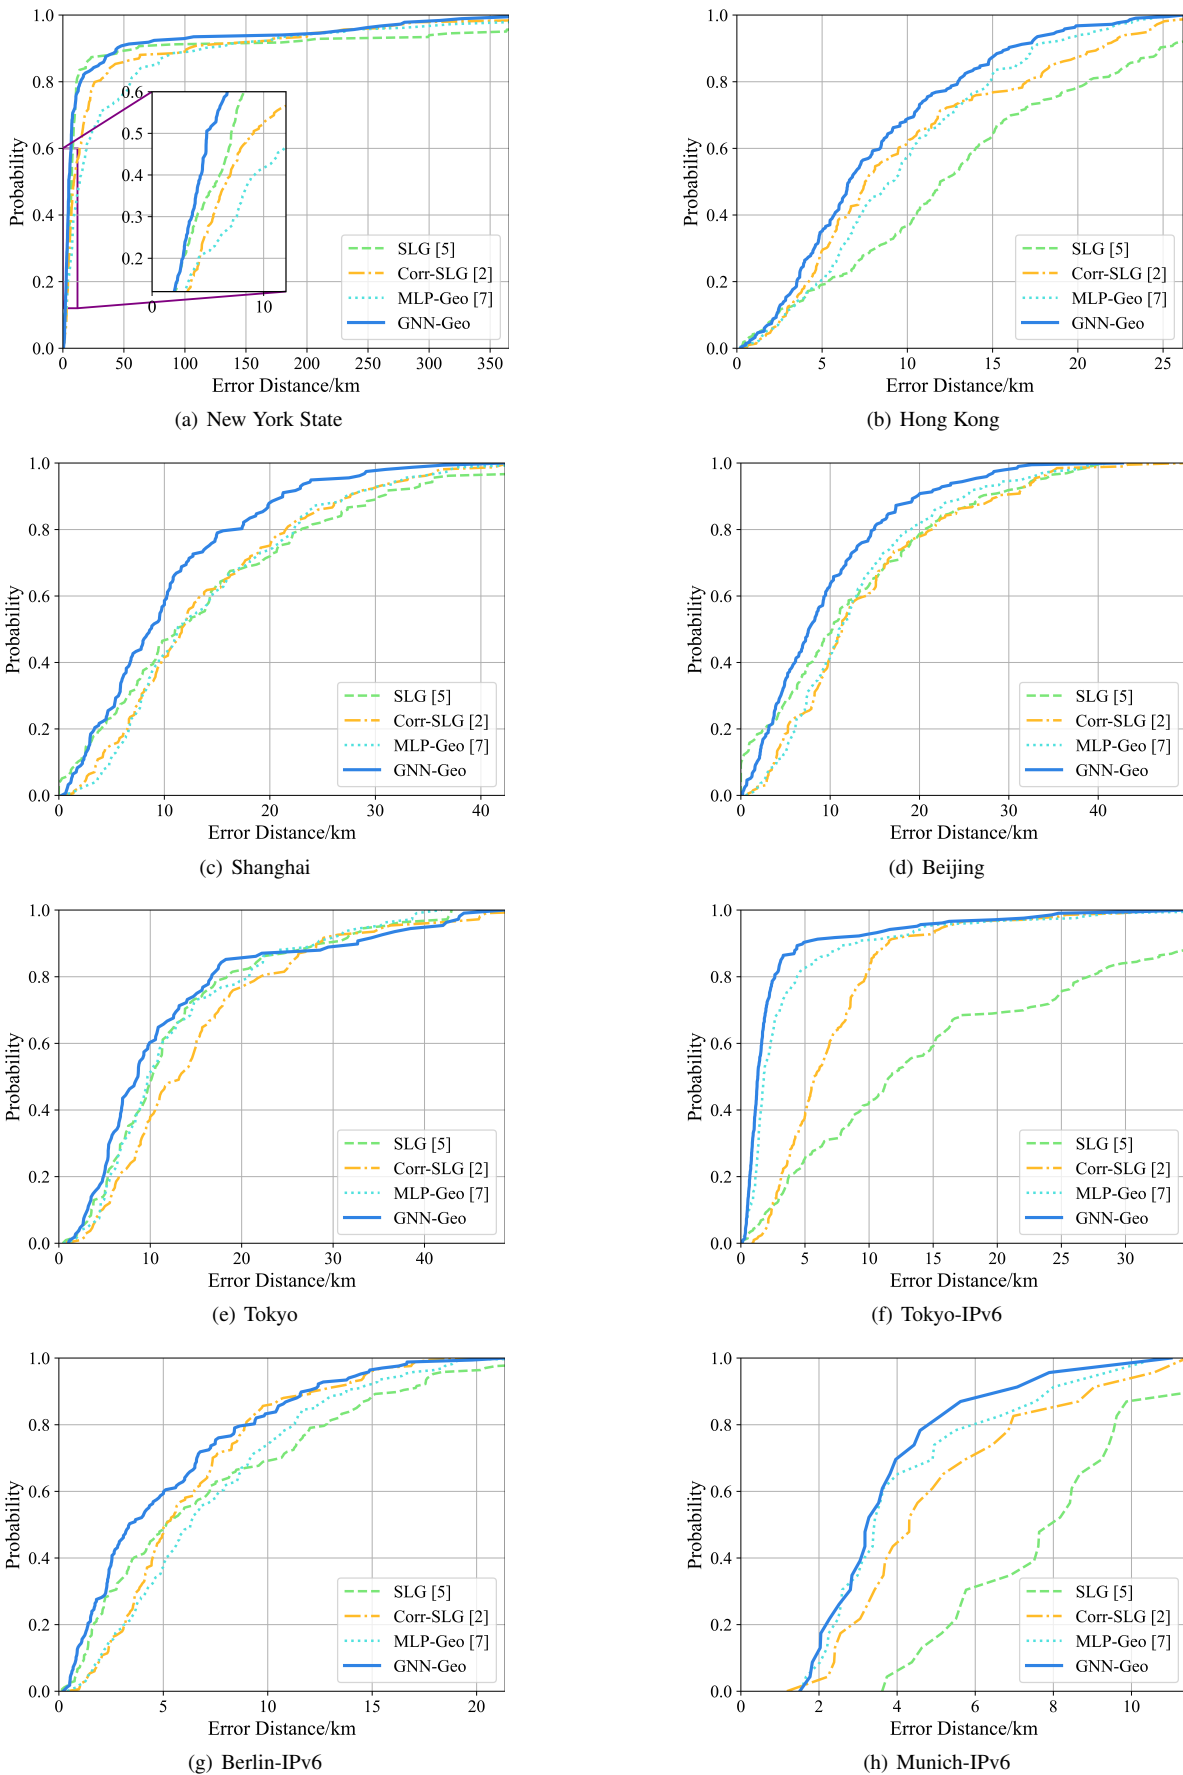 1.0
0.8
0.6
0.4
0.2
0.0
Probability
0.6
0.5
0.4
0.3
0.2
0
10
SLG [5]
Corr-SLG [2]
MLP-Geo [7]
GNN-Geo
0 50 100 150 200 250 300 350
Error Distance/km
(a) New York State
1.0
0.8
0.6
0.4
0.2
0.0
Probability
SLG [5]
Corr-SLG [2]
MLP-Geo [7]
GNN-Geo
0 5 10 15 20 25
Error Distance/km
(b) Hong Kong
1.0
0.8
0.6
0.4
0.2
0.0
Probability
SLG [5]
Corr-SLG [2]
MLP-Geo [7]
GNN-Geo
0 10 20 30 40
Error Distance/km
(c) Shanghai
1.0
0.8
0.6
0.4
0.2
0.0
Probability
SLG [5]
Corr-SLG [2]
MLP-Geo [7]
GNN-Geo
0 10 20 30 40
Error Distance/km
(d) Beijing
1.0
0.8
0.6
0.4
0.2
0.0
Probability
SLG [5]
Corr-SLG [2]
MLP-Geo [7]
GNN-Geo
0 10 20 30 40
Error Distance/km
(e) Tokyo
1.0
0.8
0.6
0.4
0.2
0.0
Probability
SLG [5]
Corr-SLG [2]
MLP-Geo [7]
GNN-Geo
0 5 10 15 20 25 30
Error Distance/km
(f) Tokyo-IPv6
1.0
0.8
0.6
0.4
0.2
0.0
Probability
SLG [5]
Corr-SLG [2]
MLP-Geo [7]
GNN-Geo
0 5 10 15 20
Error Distance/km
(g) Berlin-IPv6
1.0
0.8
0.6
0.4
0.2
0.0
Probability
SLG [5]
Corr-SLG [2]
MLP-Geo [7]
GNN-Geo
0 2 4 6 8 10
Error Distance/km
(h) Munich-IPv6